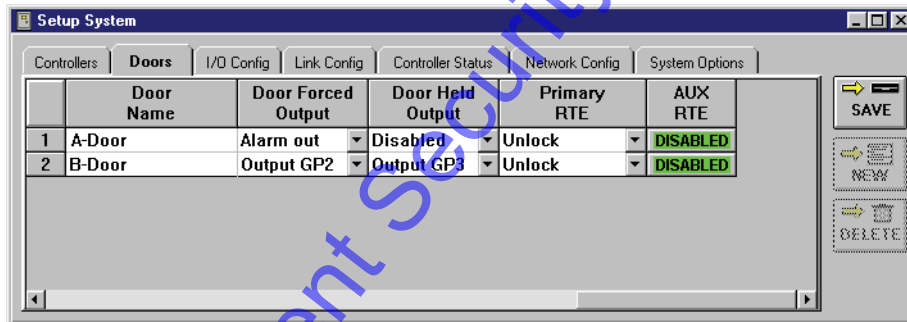 Setup System
Controllers Doors I/O Config Link Config Controller Status Network Config System Options
Door Name Door Forced Output Door Held Output Primary RTE AUX RTE
1 A-Door Alarm out Disabled Unlock DISABLED
2 B-Door Output GP2 Output GP3 Unlock DISABLED
SAVE
NEW
DELETE
ent Security